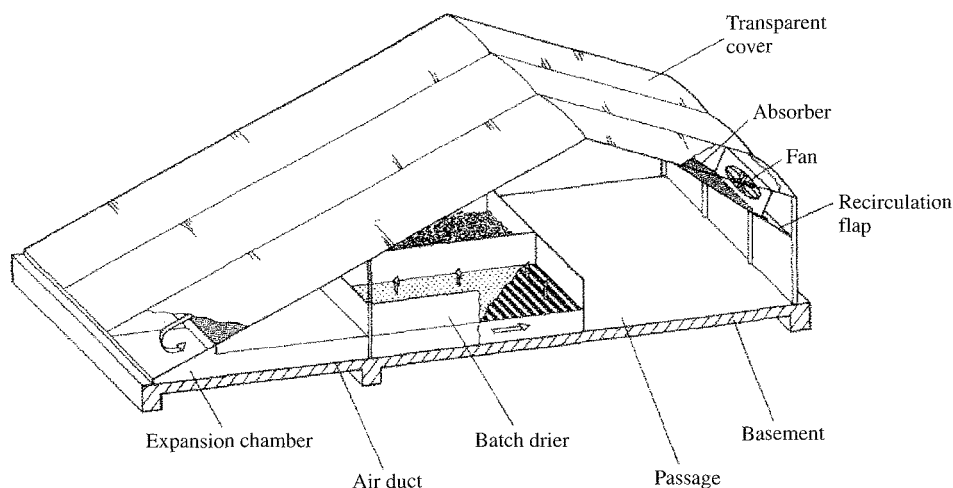 Transparent
cover
Absorber
Fan
Recirculation
flap
Expansion chamber
Air duct
Batch drier
Passage
Basement